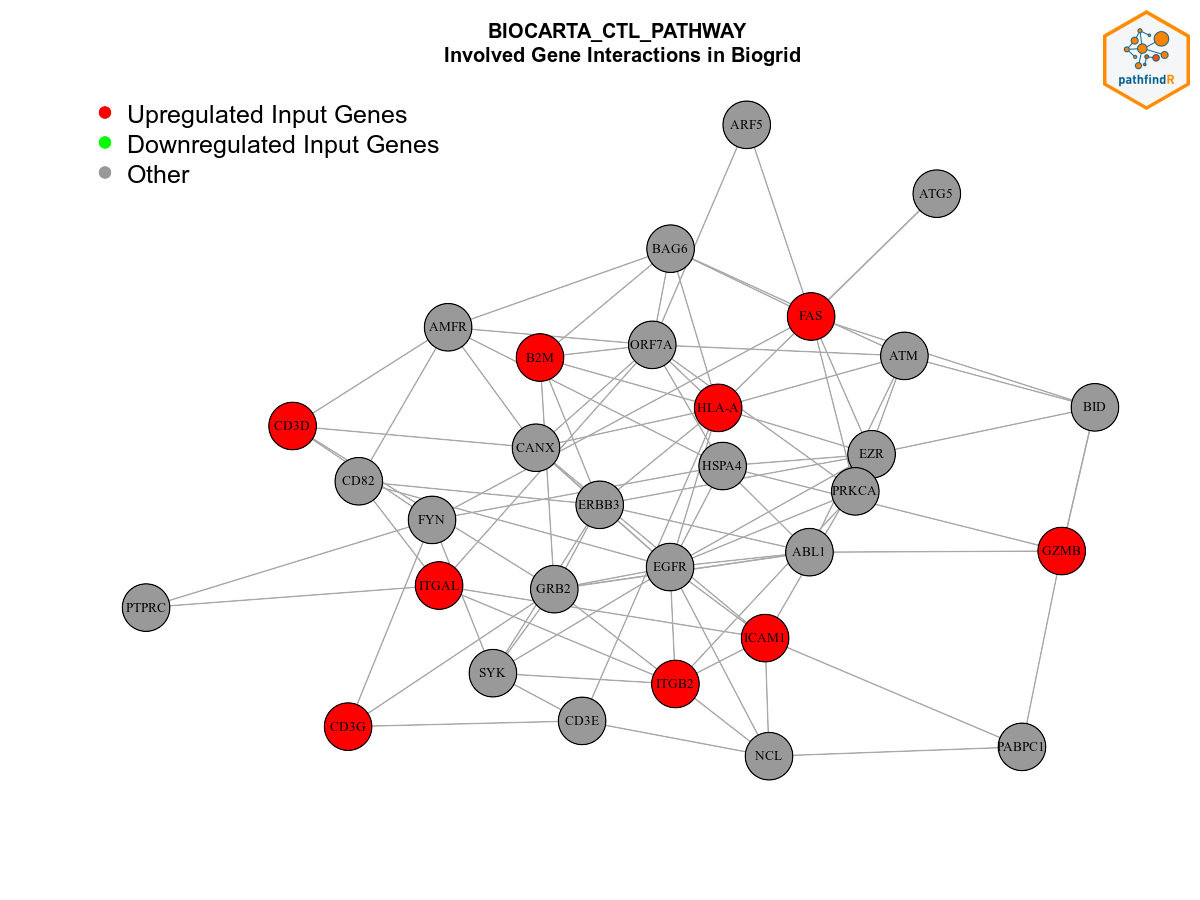 BIOCARTA_CTL_PATHWAY
Involved Gene Interactions in Biogrid
pathfindR
Upregulated Input Genes
Downregulated Input Genes
Other
ARF5
ATG5
BAG6
FAS
AMFR
B2M
ORF7A
ATM
HLA-A
BID
CD3D
CANX
EZR
HSPA4
CD82
PRKCA
ERBB3
FYN
ABL1
GZMB
EGFR
ITGAL
GRB2
PTPRC
ICAM1
SYK
ITGB2
CD3E
CD3G
PABPC1
NCL